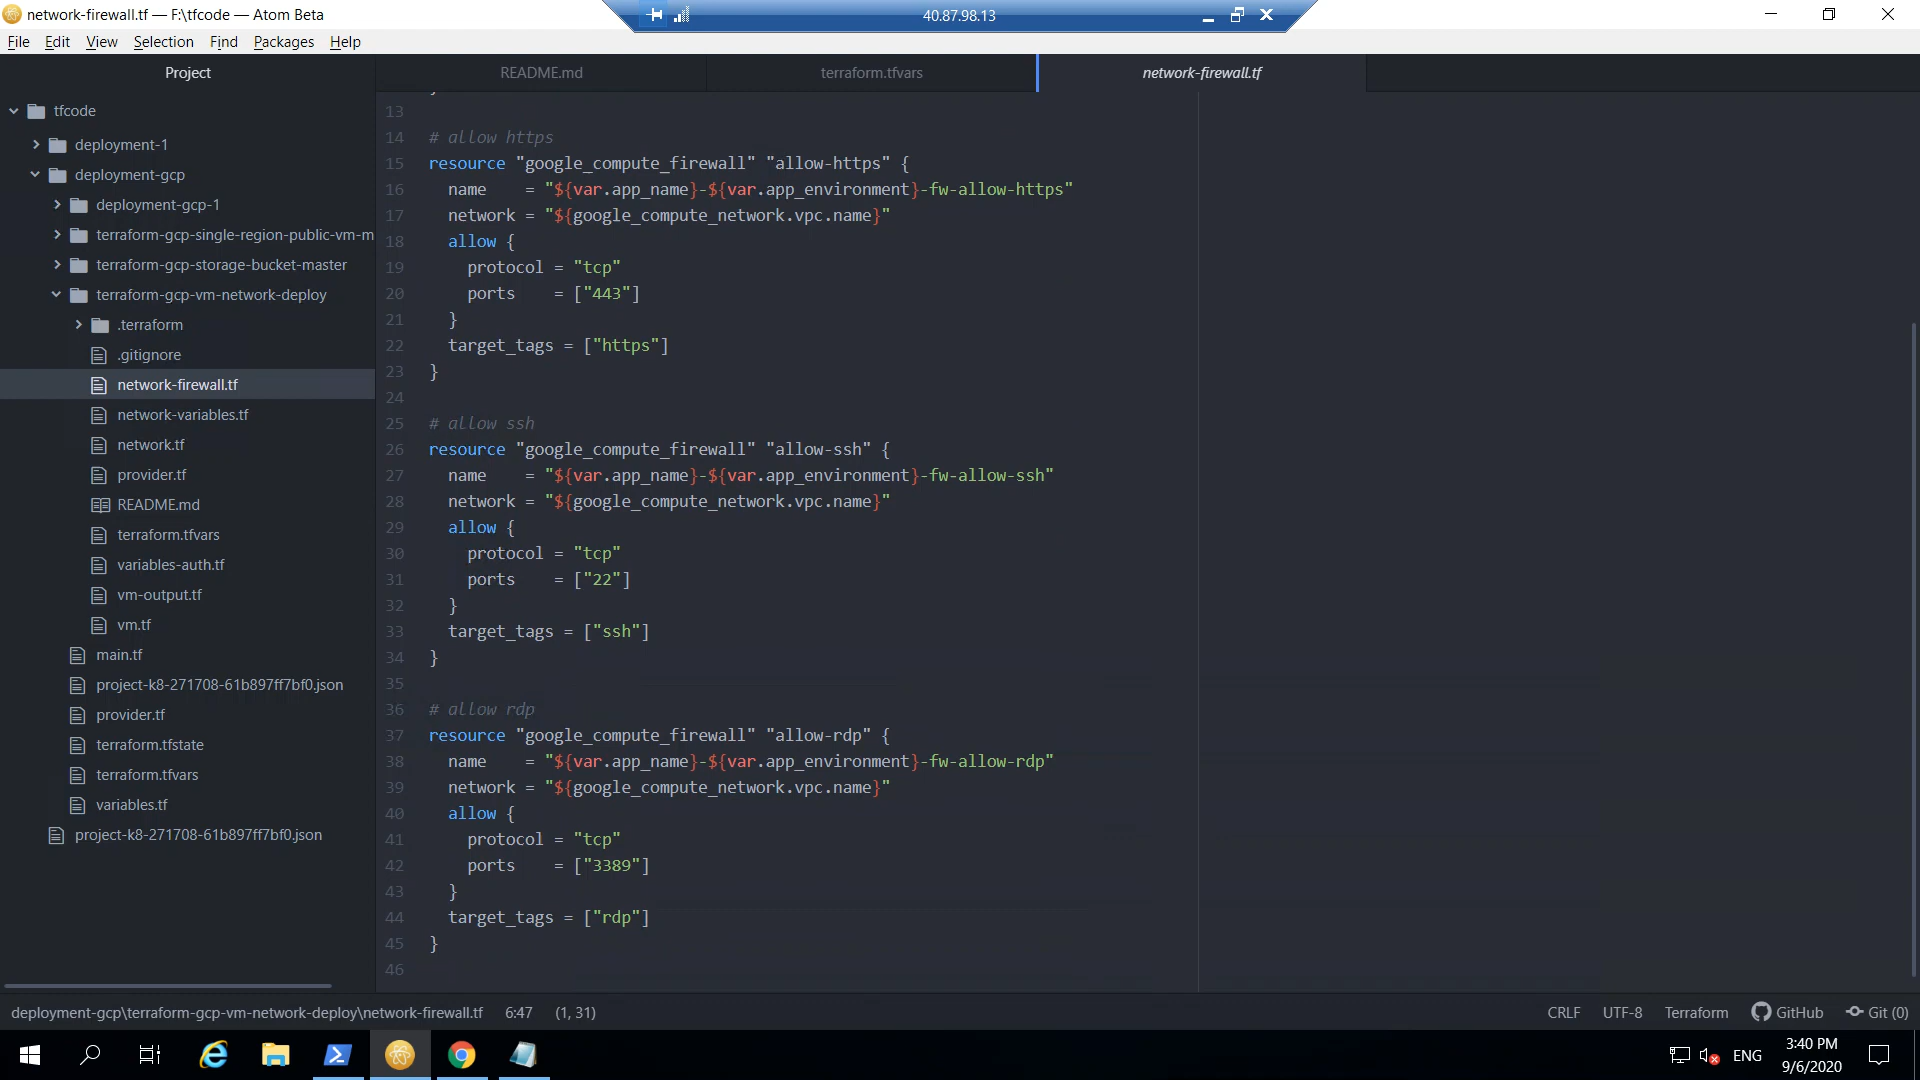 network-firewall.tf — F:\tfcode — Atom Beta
40.87.98.13
File Edit View Selection Find Packages Help
Project
README.md
terraform.tfvars
network-firewall.tf
tfcode
deployment-1
deployment-gcp
deployment-gcp-1
terraform-gcp-single-region-public-vm-m
terraform-gcp-storage-bucket-master
terraform-gcp-vm-network-deploy
.terraform
.gitignore
network-firewall.tf
network-variables.tf
network.tf
provider.tf
README.md
terraform.tfvars
variables-auth.tf
vm-output.tf
vm.tf
main.tf
project-k8-271708-61b897ff7bf0.json
provider.tf
terraform.tfstate
terraform.tfvars
variables.tf
project-k8-271708-61b897ff7bf0.json
13
14 # allow https
15 resource "google_compute_firewall" "allow-https" {
16 name    = "${var.app_name}-${var.app_environment}-fw-allow-https"
17 network = "${google_compute_network.vpc.name}"
18 allow {
19 protocol = "tcp"
20 ports    = ["443"]
21 }
22 target_tags = ["https"]
23 }
24
25 # allow ssh
26 resource "google_compute_firewall" "allow-ssh" {
27 name    = "${var.app_name}-${var.app_environment}-fw-allow-ssh"
28 network = "${google_compute_network.vpc.name}"
29 allow {
30 protocol = "tcp"
31 ports    = ["22"]
32 }
33 target_tags = ["ssh"]
34 }
35
36 # allow rdp
37 resource "google_compute_firewall" "allow-rdp" {
38 name    = "${var.app_name}-${var.app_environment}-fw-allow-rdp"
39 network = "${google_compute_network.vpc.name}"
40 allow {
41 protocol = "tcp"
42 ports    = ["3389"]
43 }
44 target_tags = ["rdp"]
45 }
46
deployment-gcp\terraform-gcp-vm-network-deploy\network-firewall.tf 6:47 (1, 31)
CRLF UTF-8 Terraform GitHub Git (0)
ENG
3:40 PM
9/6/2020